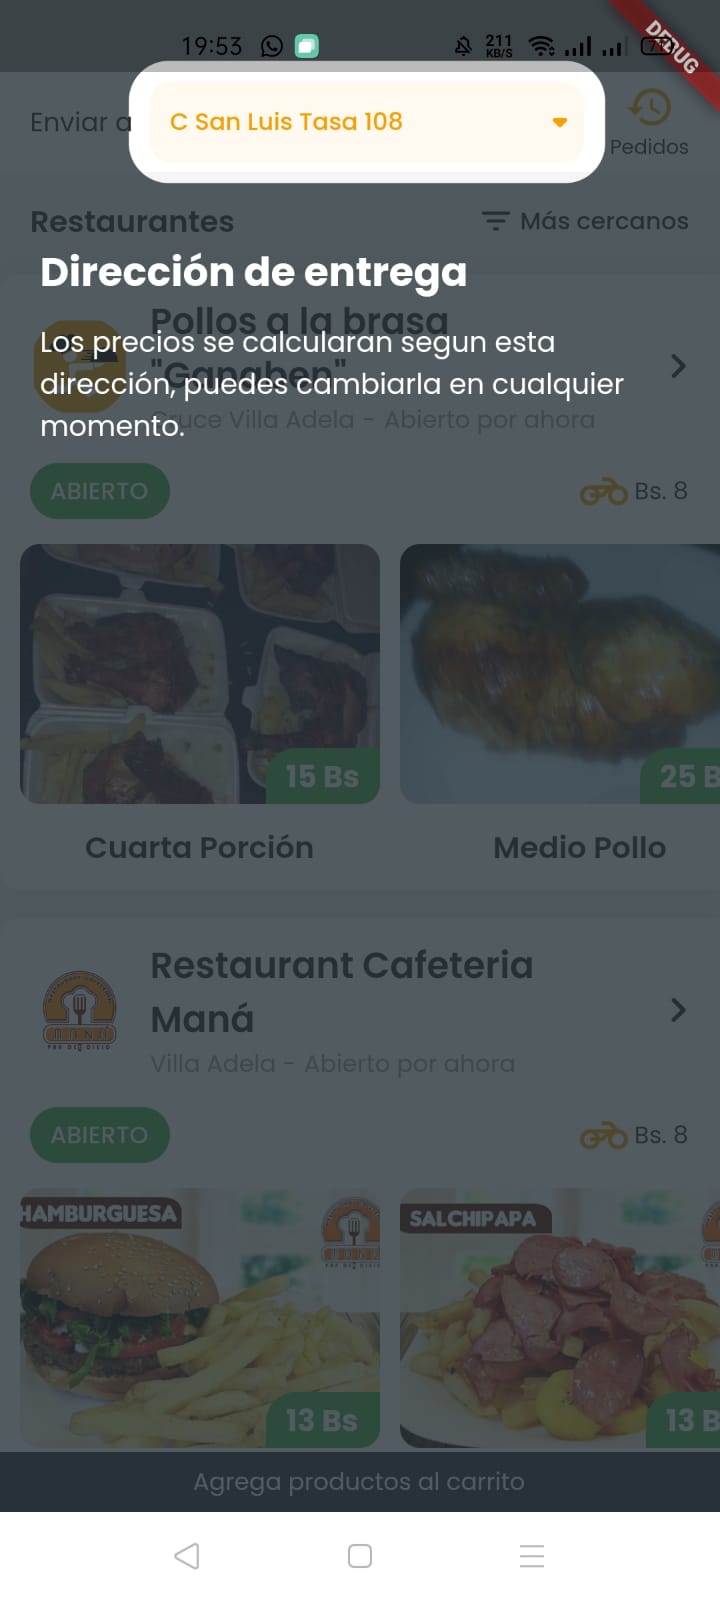 19:53
211
KB/S
DEBUG
Enviar a
C San Luis Tasa 108
Pedidos
Restaurantes
Más cercanos
Dirección de entrega
Pollos a la brasa
Los precios se calcularan segun esta
dirección, puedes cambiarla en cualquier
momento.
Cruce Villa Adela - Abierto por ahora
ABIERTO
Bs. 8
15 Bs
25 B
Cuarta Porción
Medio Pollo
Restaurant Cafeteria
Maná
Villa Adela - Abierto por ahora
ABIERTO
Bs. 8
HAMBURGUESA
SALCHIPAPA
13 Bs
13 B
Agrega productos al carrito